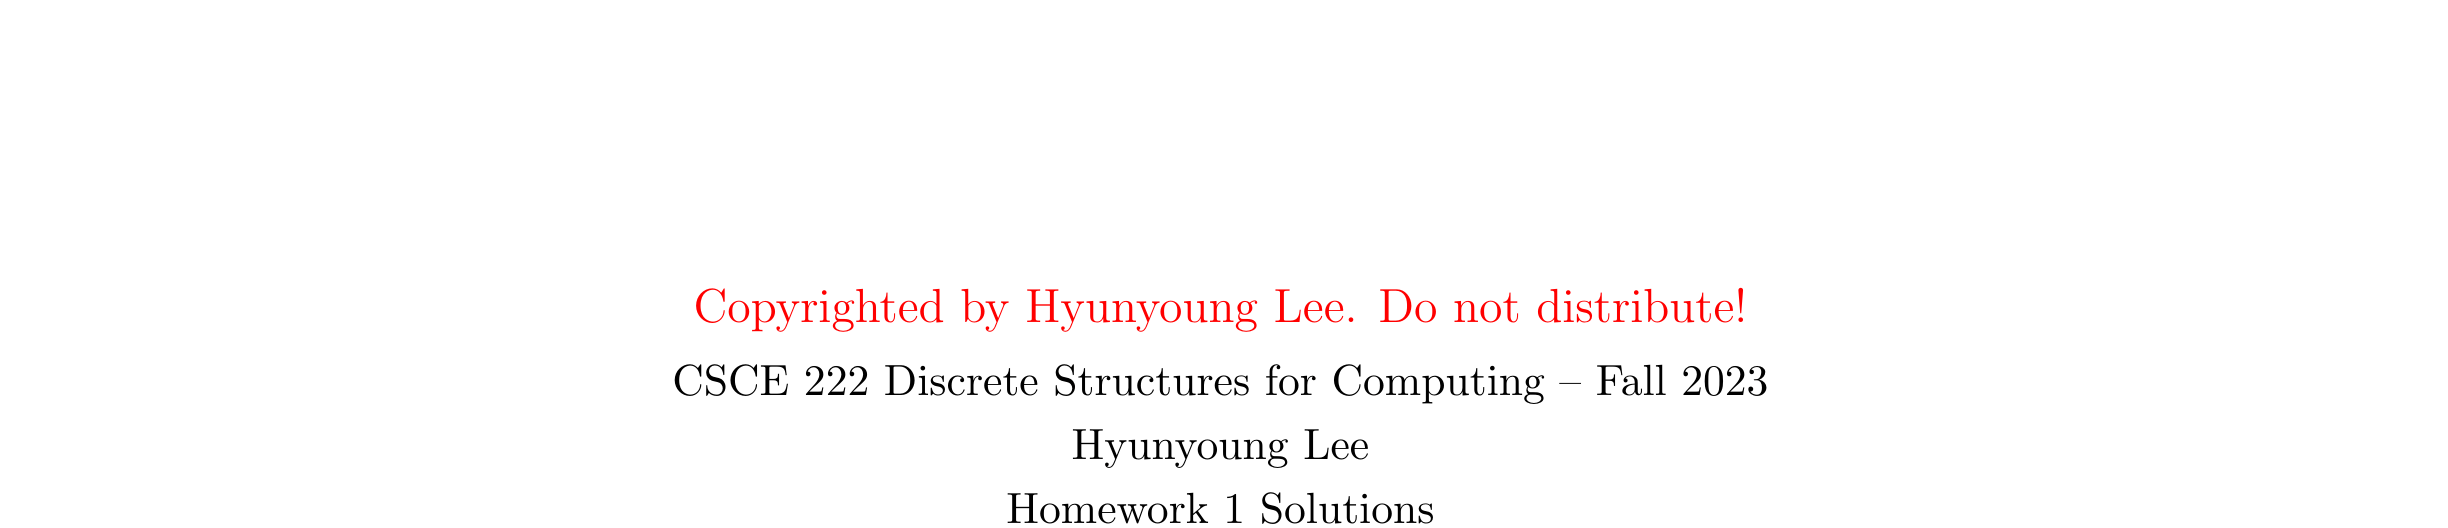 Copyrighted by Hyunyoung Lee. Do not distribute!
CSCE 222 Discrete Structures for Computing – Fall 2023
Hyunyoung Lee
Homework 1 Solutions